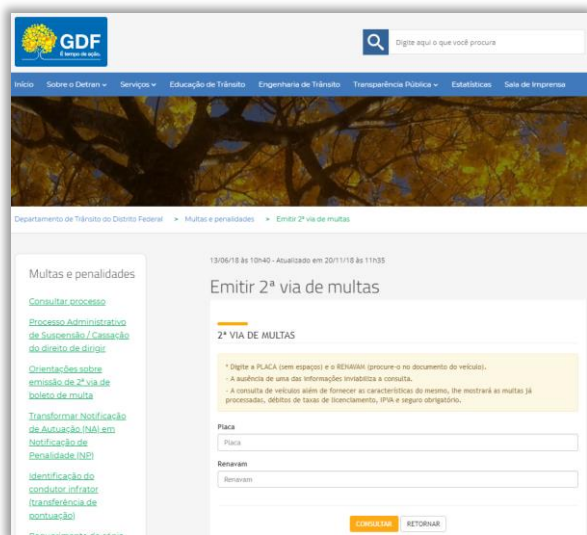 GDF
É tempo de ação.
Digite aqui o que você procura
Início Sobre o Detran Serviços Educação de Trânsito Engenharia de Trânsito Transparência Pública Estatísticas Sala de Imprensa
Departamento de Trânsito do Distrito Federal > Multas e penalidades > Emitir 2ª via de multas
Multas e penalidades
Consultar processo
Processo Administrativo
de Suspensão / Cassação
do direito de dirigir
Orientações sobre
emissão de 2ª via de
boleto de multa
Transformar Notificação
de Autuação (NA) em
Notificação de
Penalidade (NP)
Identificação do
condutor infrator
(transferência de
pontuação)
13/06/18 às 10h40 - Atualizado em 20/11/18 às 11h35
Emitir 2ª via de multas
2ª VIA DE MULTAS
* Digite a PLACA (sem espaços) e o RENAVAM (procure-o no documento do veículo).
- A ausência de uma das informações inviabiliza a consulta.
- A consulta de veículos além de fornecer as características do mesmo, lhe mostrará as multas já
processadas, débitos de taxas de licenciamento, IPVA e seguro obrigatório.
Placa
Placa
Renavam
Renavam
CONSULTAR RETORNAR